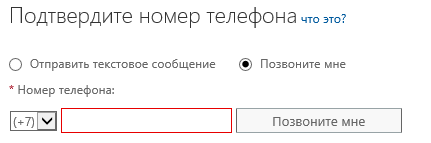 Подтвердите номер телефона что это?
Отправить текстовое сообщение Позвоните мне
* Номер телефона:
(+7) Позвоните мне